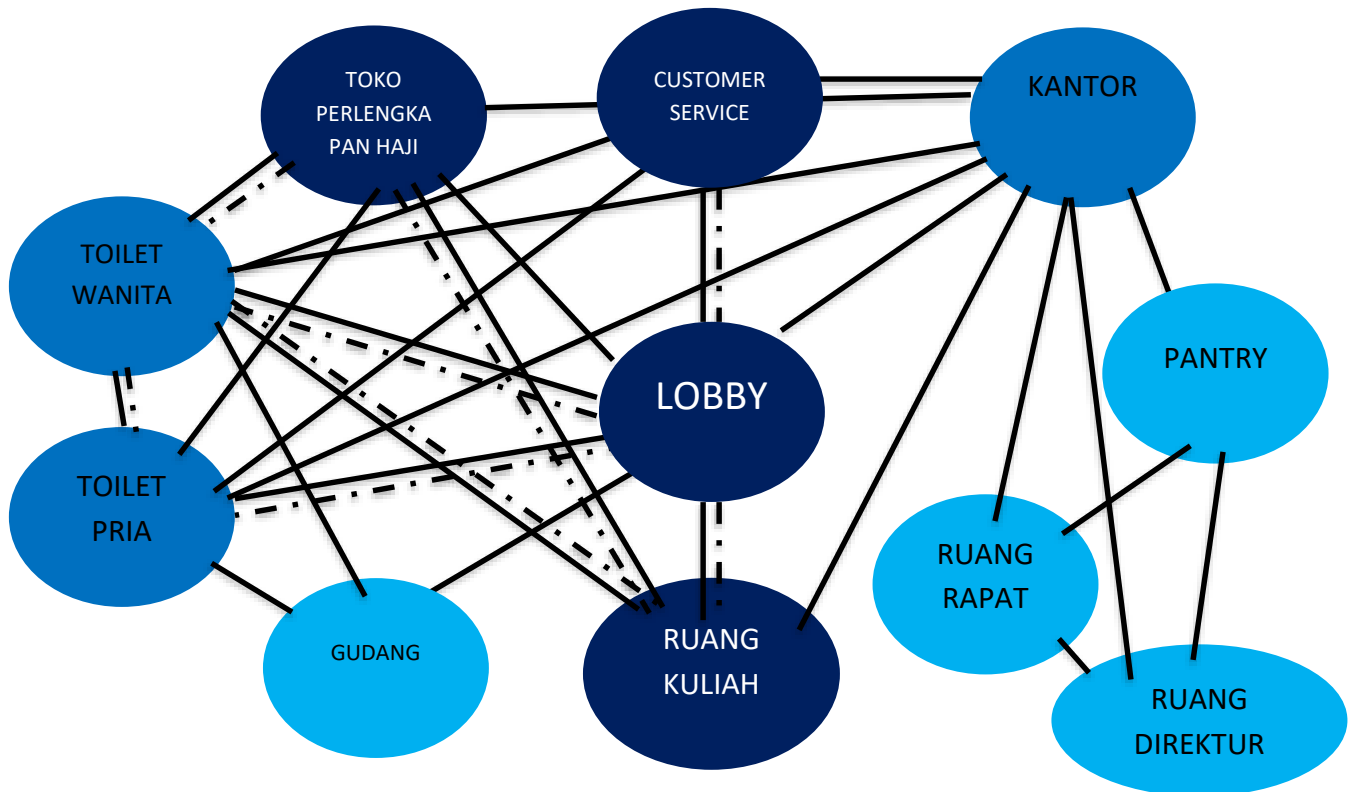 TOKO
PERLENGKA
PAN HAJI
CUSTOMER
SERVICE
KANTOR
TOILET
WANITA
PANTRY
LOBBY
TOILET
PRIA
RUANG
RAPAT
GUDANG
RUANG
KULIAH
RUANG
DIREKTUR